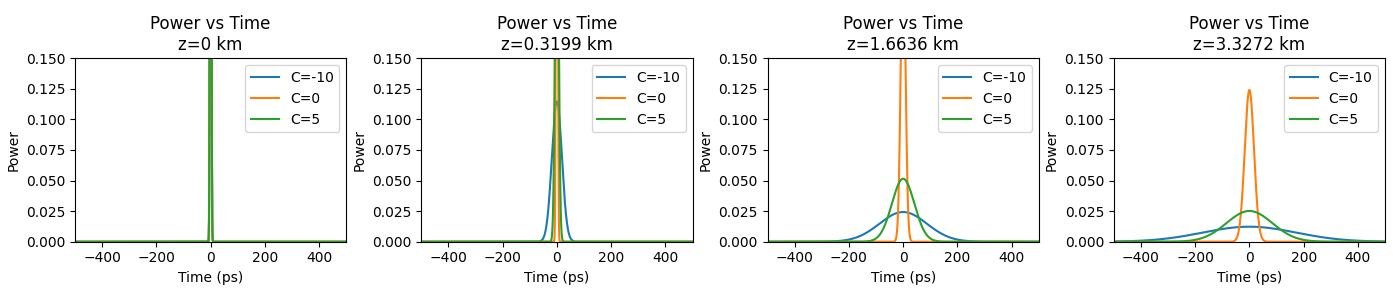 Power vs Time
z=0 km
Power
0.150
0.125
0.100
0.075
0.050
0.025
0.000
−400
−200
0
200
400
Time (ps)
C=-10
C=0
C=5
Power vs Time
z=0.3199 km
Power
0.150
0.125
0.100
0.075
0.050
0.025
0.000
−400
−200
0
200
400
Time (ps)
C=-10
C=0
C=5
Power vs Time
z=1.6636 km
Power
0.150
0.125
0.100
0.075
0.050
0.025
0.000
−400
−200
0
200
400
Time (ps)
C=-10
C=0
C=5
Power vs Time
z=3.3272 km
Power
0.150
0.125
0.100
0.075
0.050
0.025
0.000
−400
−200
0
200
400
Time (ps)
C=-10
C=0
C=5